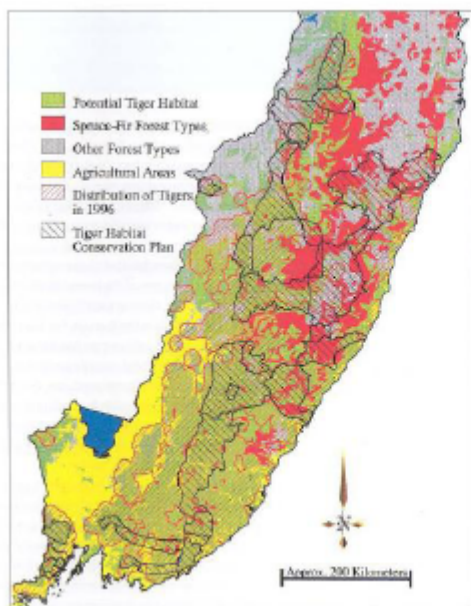 Potential Tiger Habitat
Spruce-Fir Forest Types
Other Forest Types
Agricultural Areas
Distribution of Tigers
in 1996
Tiger Habitat
Conservation Plan
N
Approx. 200 Kilometers